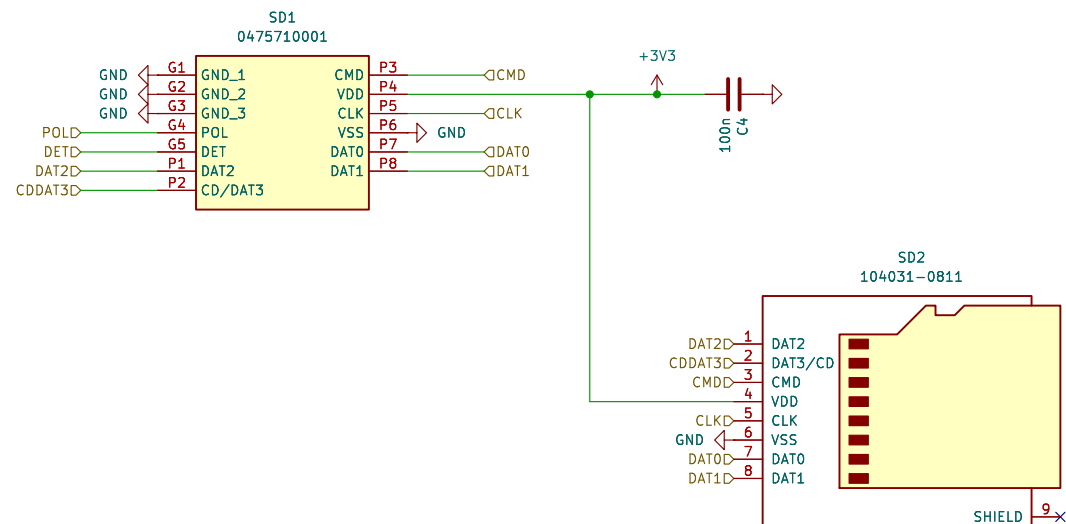 SD1
0475710001
GND G1 GND_1 CMD P3 CMD
GND G2 GND_2 VDD P4
GND G3 GND_3 CLK P5 CLK
POL G4 POL VSS P6 GND
DET G5 DET DAT0 P7 DAT0
DAT2 P1 DAT2 DAT1 P8 DAT1
CDDAT3 P2 CD/DAT3
+3V3
100n
C4
SD2
104031-0811
DAT2 1 DAT2
CDDAT3 2 DAT3/CD
CMD 3 CMD
4 VDD
CLK 5 CLK
GND 6 VSS
DAT0 7 DAT0
DAT1 8 DAT1
SHIELD 9